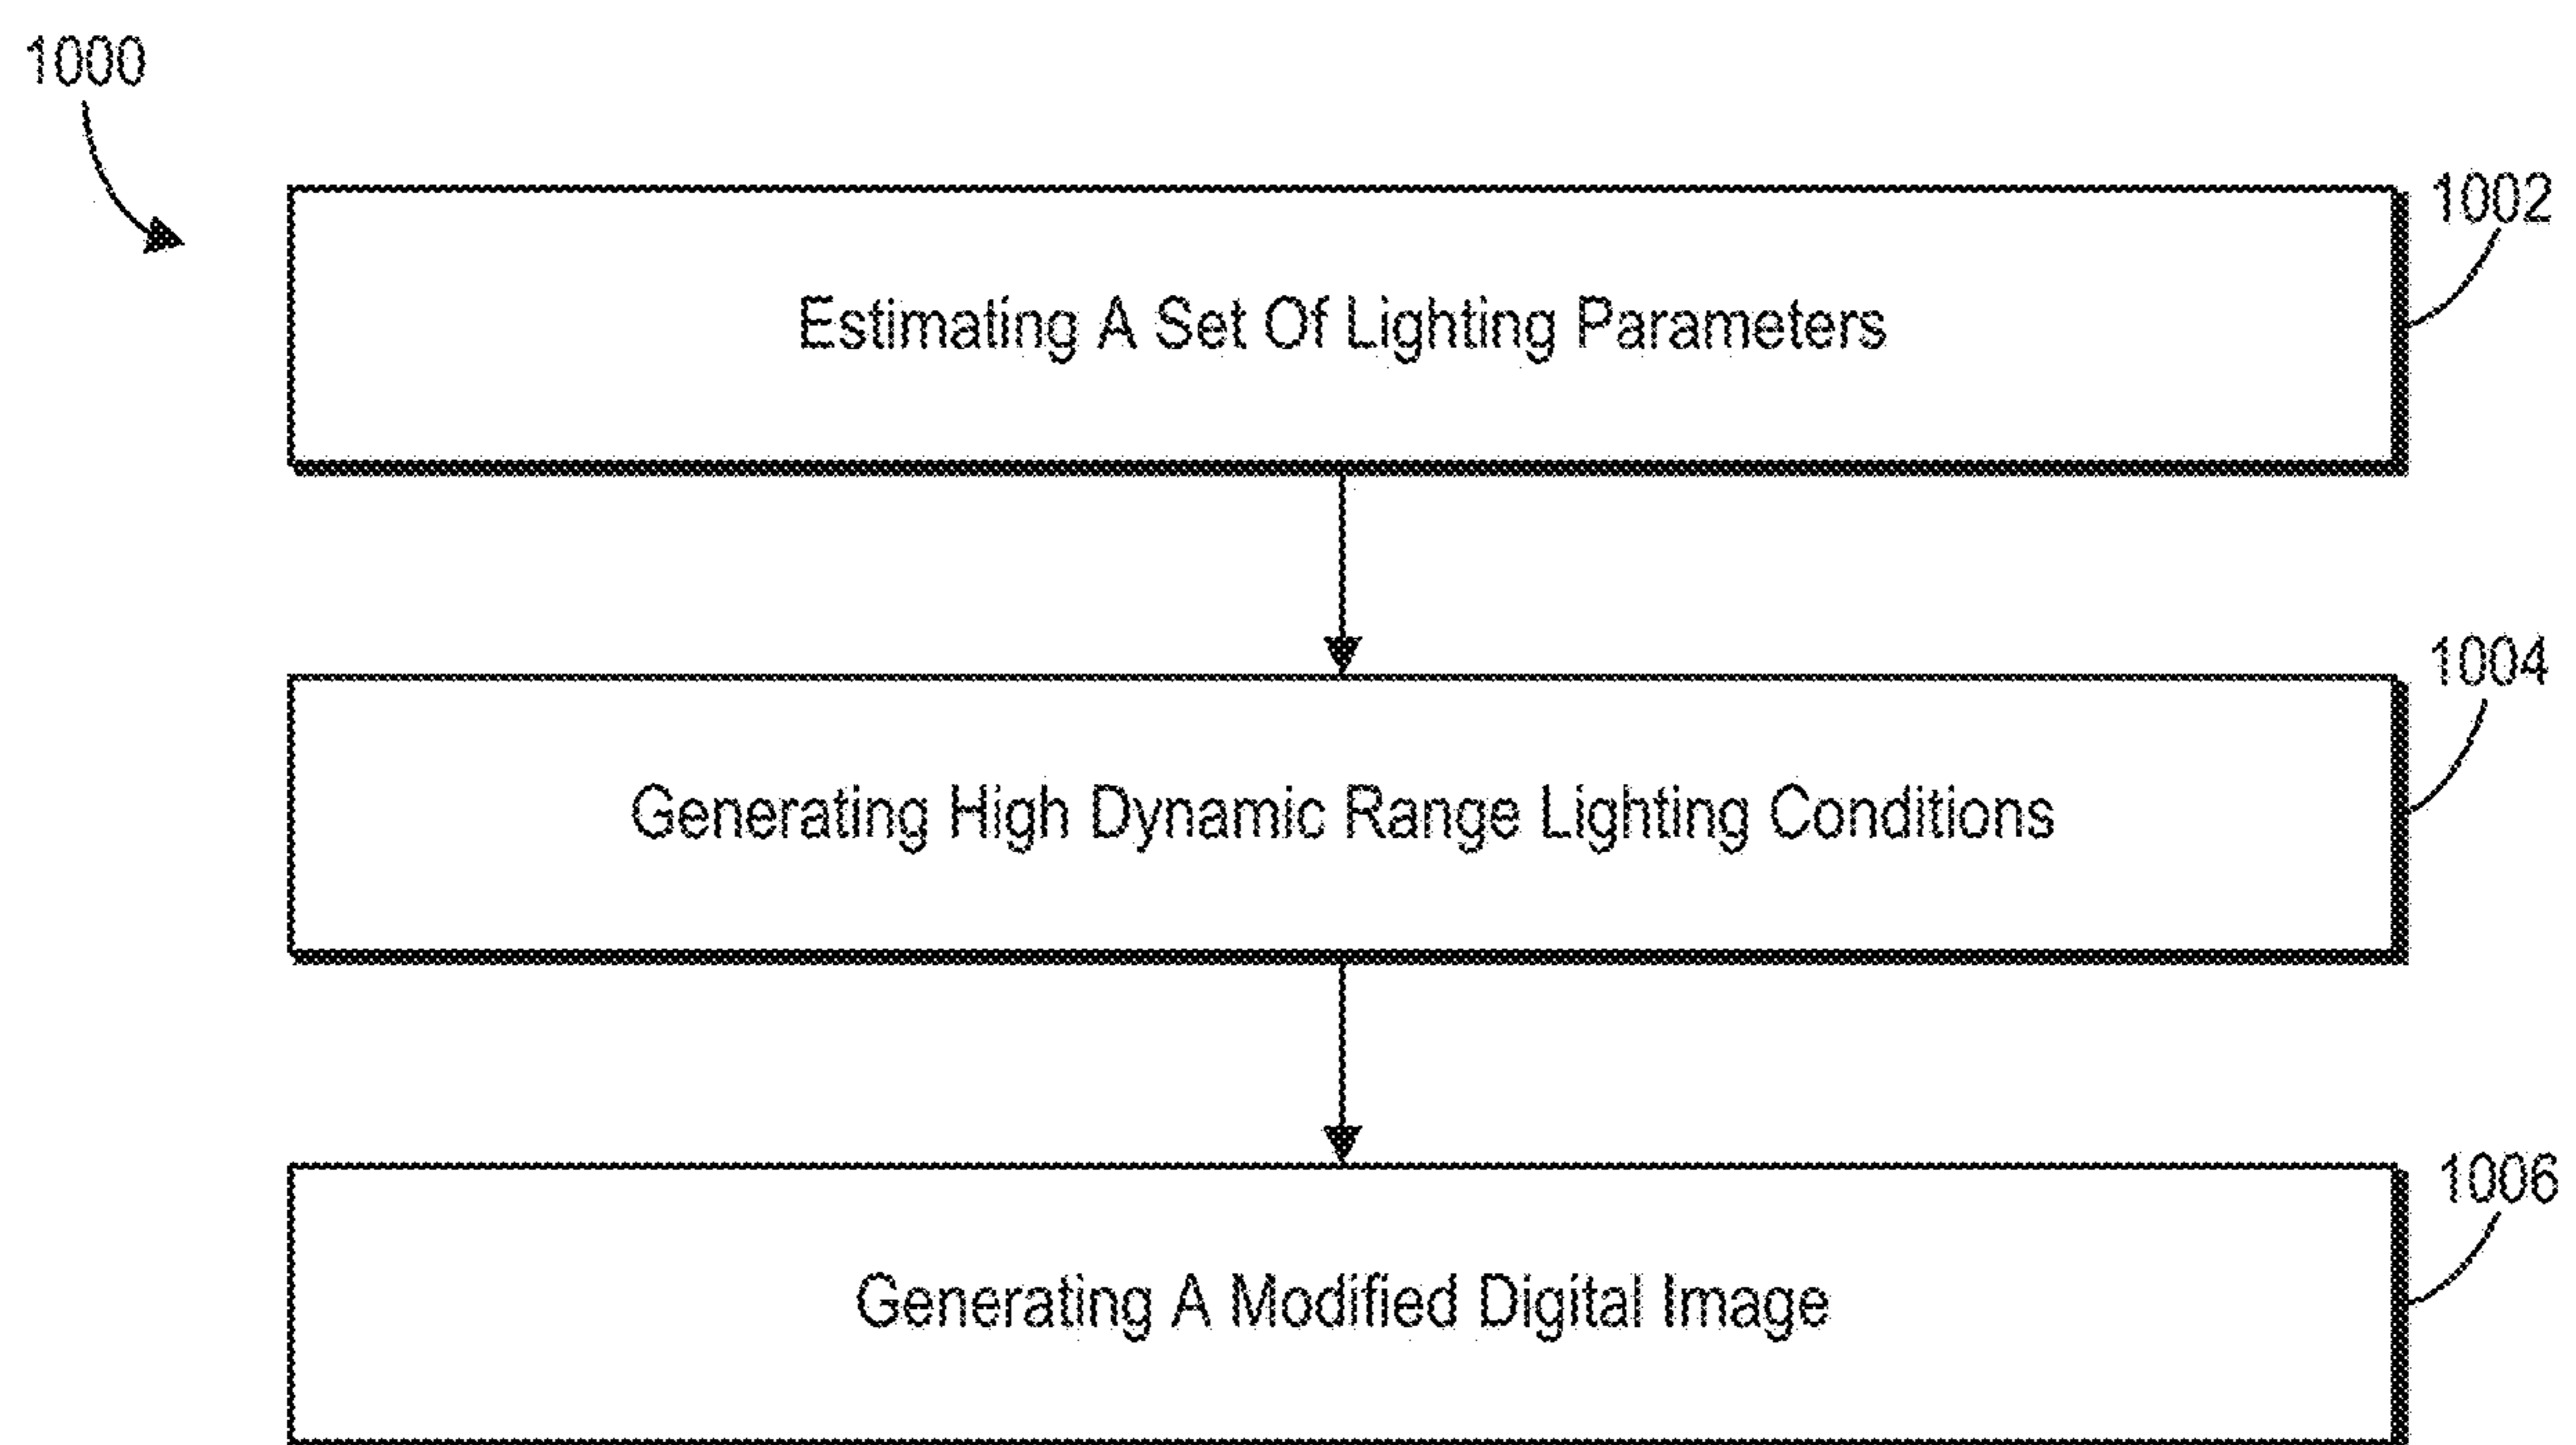 1000
1002
Estimating A Set Of Lighting Parameters
1004
Generating High Dynamic Range Lighting Conditions
1006
Generating A Modified Digital Image